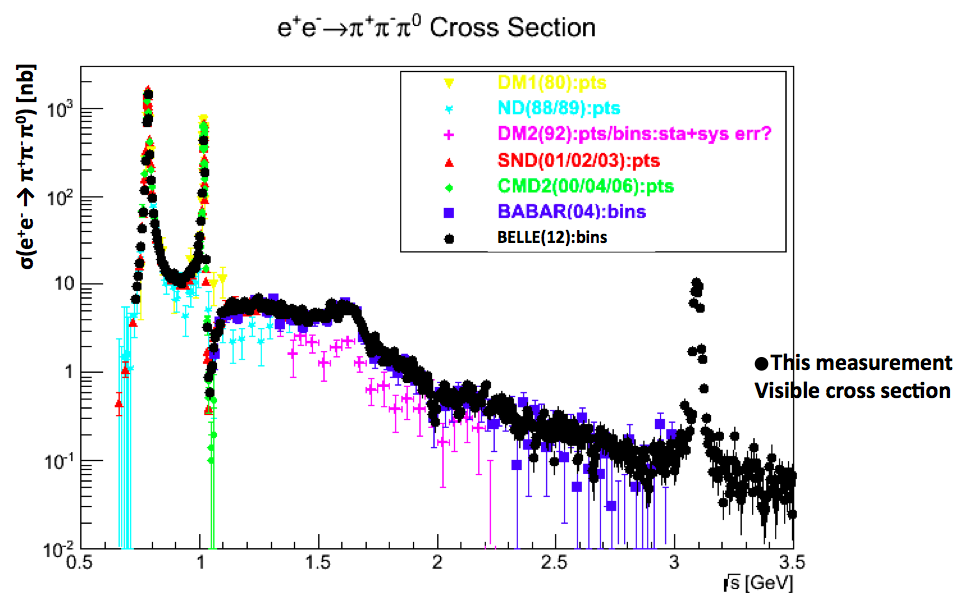 e⁺e⁻→π⁺π⁻π⁰ Cross Section
σ(e⁺e⁻ → π⁺π⁻π⁰) [nb]
DM1(80):pts
ND(88/89):pts
DM2(92):pts/bins:sta+sys err?
SND(01/02/03):pts
CMD2(00/04/06):pts
BABAR(04):bins
BELLE(12):bins
10³
10²
10
1
10⁻¹
10⁻²
●This measurement
Visible cross section
0.5 1 1.5 2.0 2.5 3 3.5
√s [GeV]